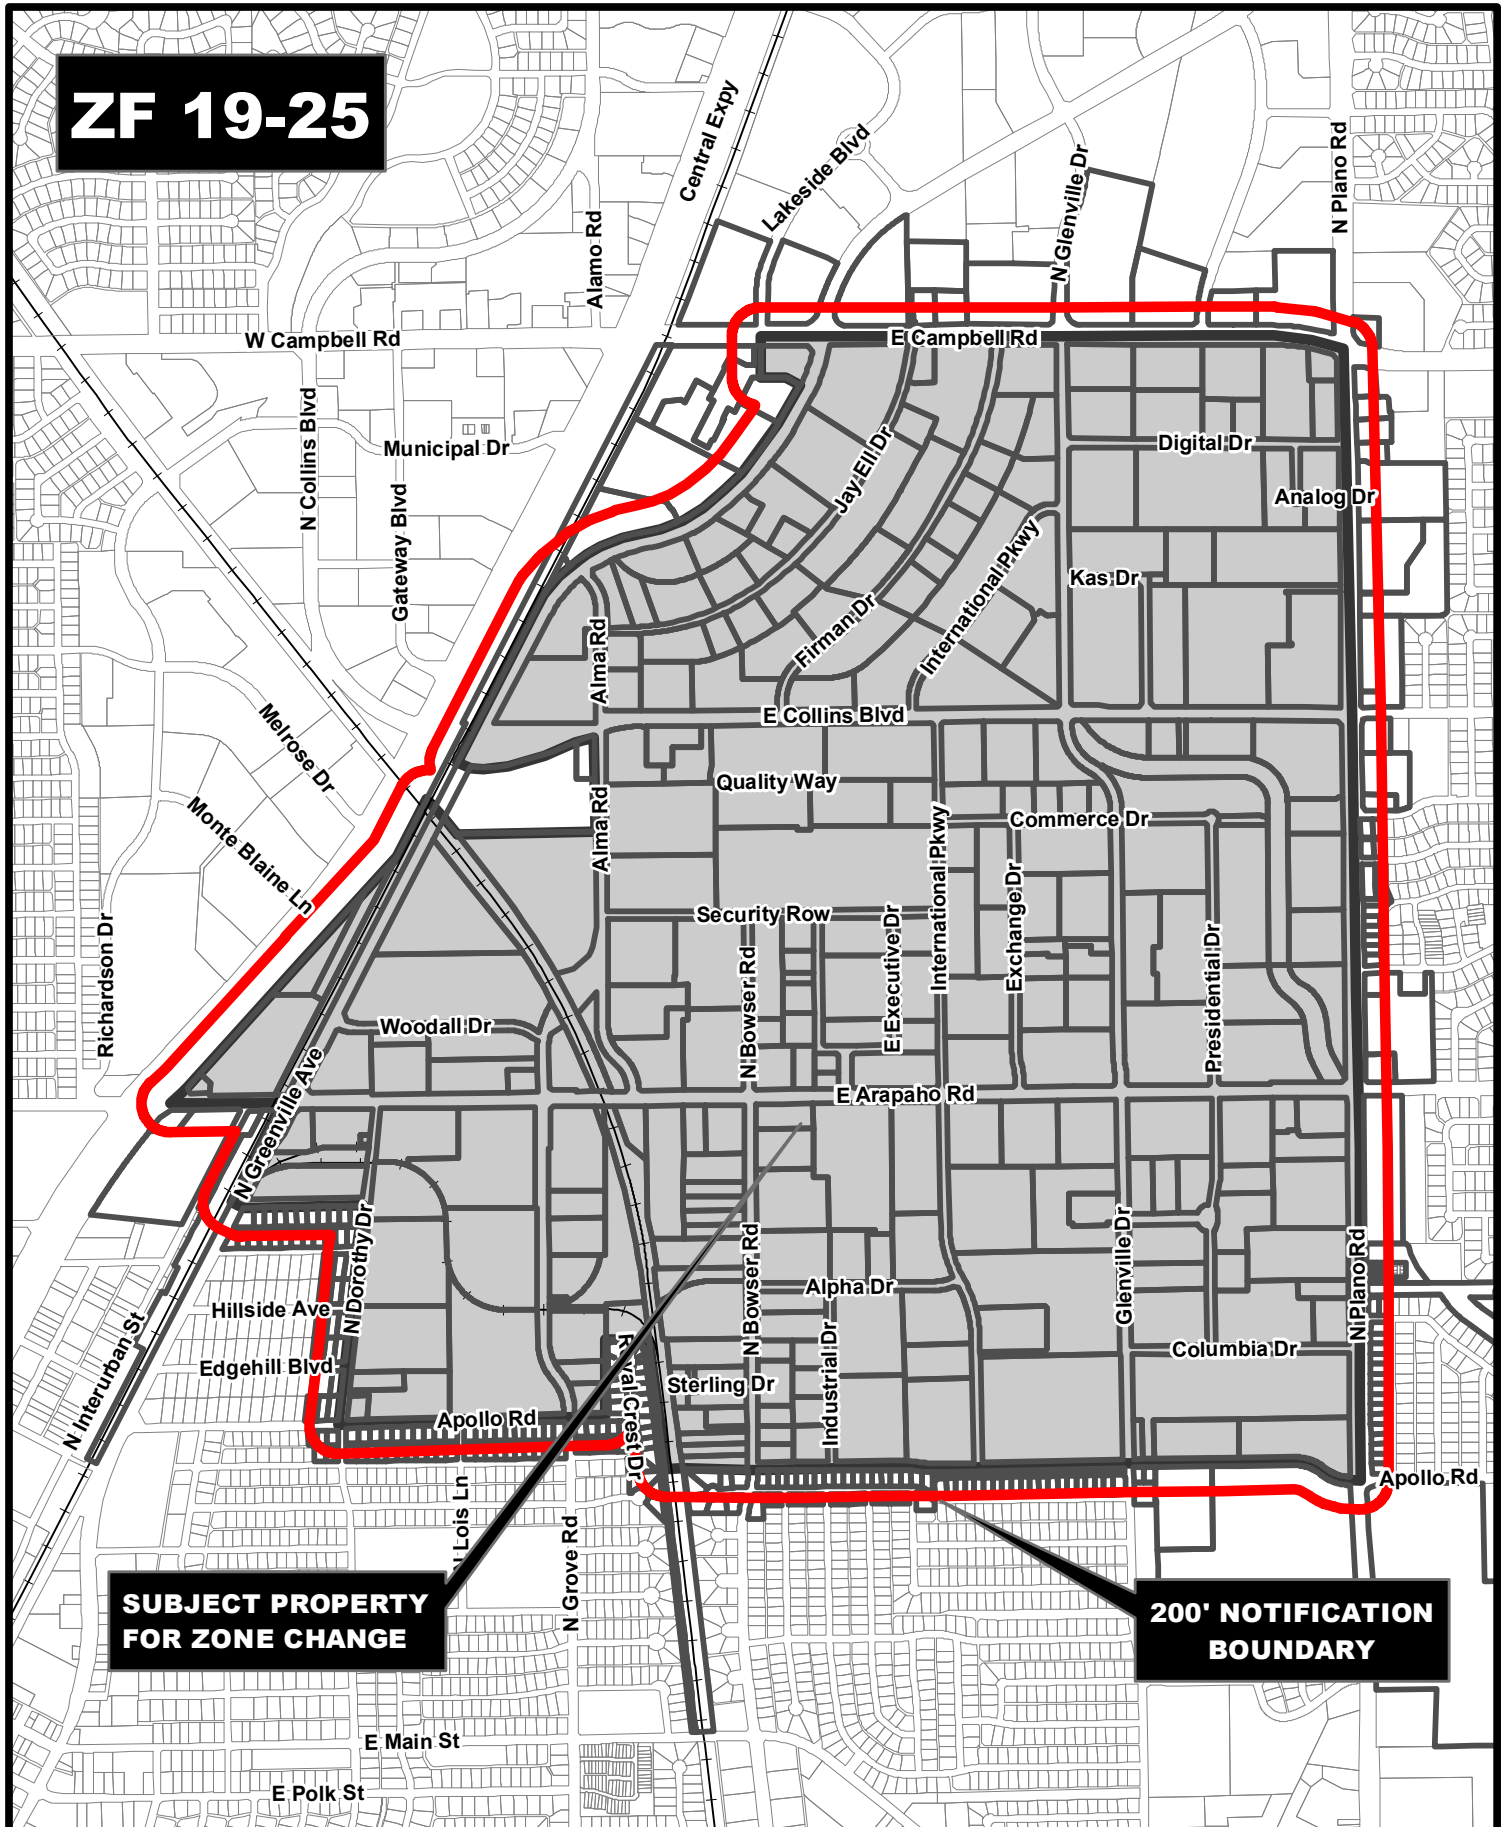 ZF 19-25
Central Expy
Lakeside Blvd
N Glenville Dr
N Plano Rd
Alamo Rd
W Campbell Rd
E Campbell Rd
N Collins Blvd
Municipal Dr
Gateway Blvd
Jay Ell Dr
Digital Dr
Analog Dr
International Pkwy
Kas Dr
Firman Dr
Alma Rd
E Collins Blvd
Melrose Dr
Quality Way
Monte Blaine Ln
Alma Rd
International Pkwy
Commerce Dr
Richardson Dr
Security Row
N Bowser Rd
E Executive Dr
Exchange Dr
Presidential Dr
Woodall Dr
N Greenville Ave
E Arapaho Rd
N Dorothy Dr
Hillside Ave
N Interurban St
Edgehill Blvd
Royal Crest Dr
N Bowser Rd
Alpha Dr
Industrial Dr
Glenville Dr
N Plano Rd
Columbia Dr
Sterling Dr
Apollo Rd
Apollo Rd
N Lois Ln
N Grove Rd
SUBJECT PROPERTY
FOR ZONE CHANGE
200' NOTIFICATION
BOUNDARY
E Main St
E Polk St